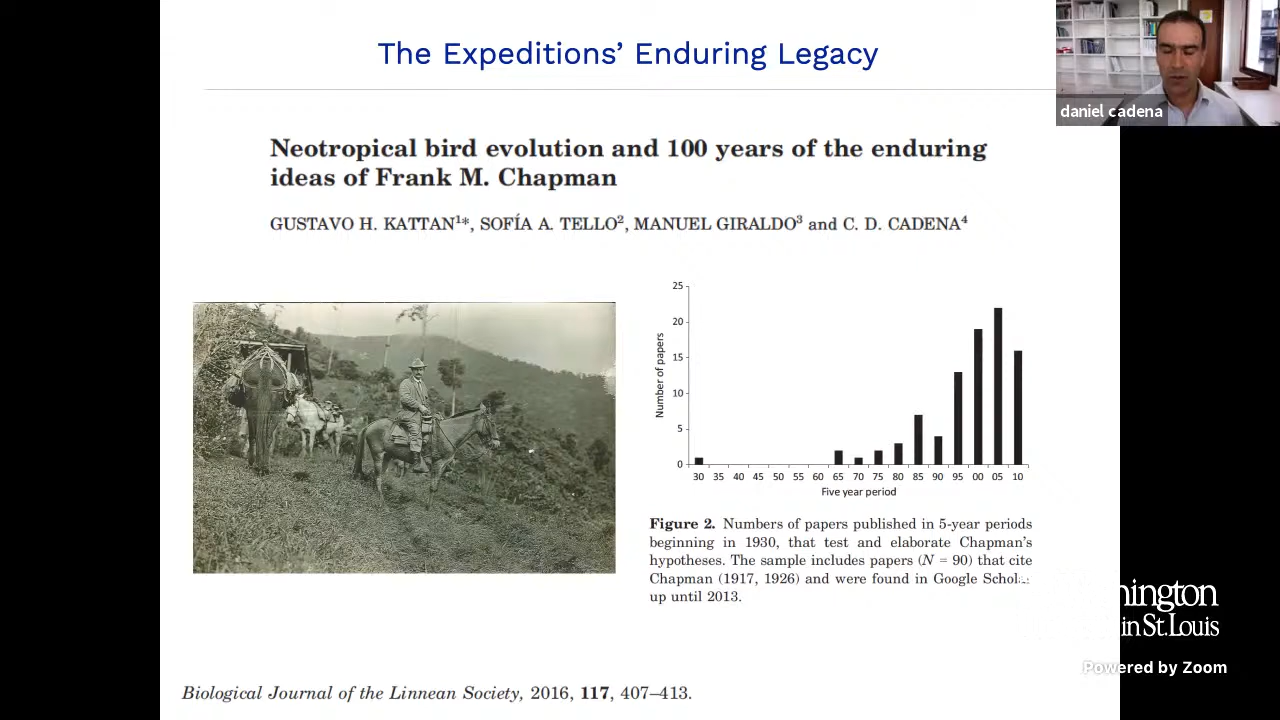 The Expeditions’ Enduring Legacy
daniel cadena
Neotropical bird evolution and 100 years of the enduring
ideas of Frank M. Chapman
GUSTAVO H. KATTAN1*, SOFÍA A. TELLO2, MANUEL GIRALDO3 and C. D. CADENA4
25
20
15
10
5
0
Number of papers
30 35 40 45 50 55 60 65 70 75 80 85 90 95 00 05 10
Five year period
Figure 2. Numbers of papers published in 5-year periods
beginning in 1930, that test and elaborate Chapman’s
hypotheses. The sample includes papers (N = 90) that cite
Chapman (1917, 1926) and were found in Google
up until 2013.
in St. Louis
Powered by Zoom
Biological Journal of the Linnean Society, 2016, 117, 407–413.